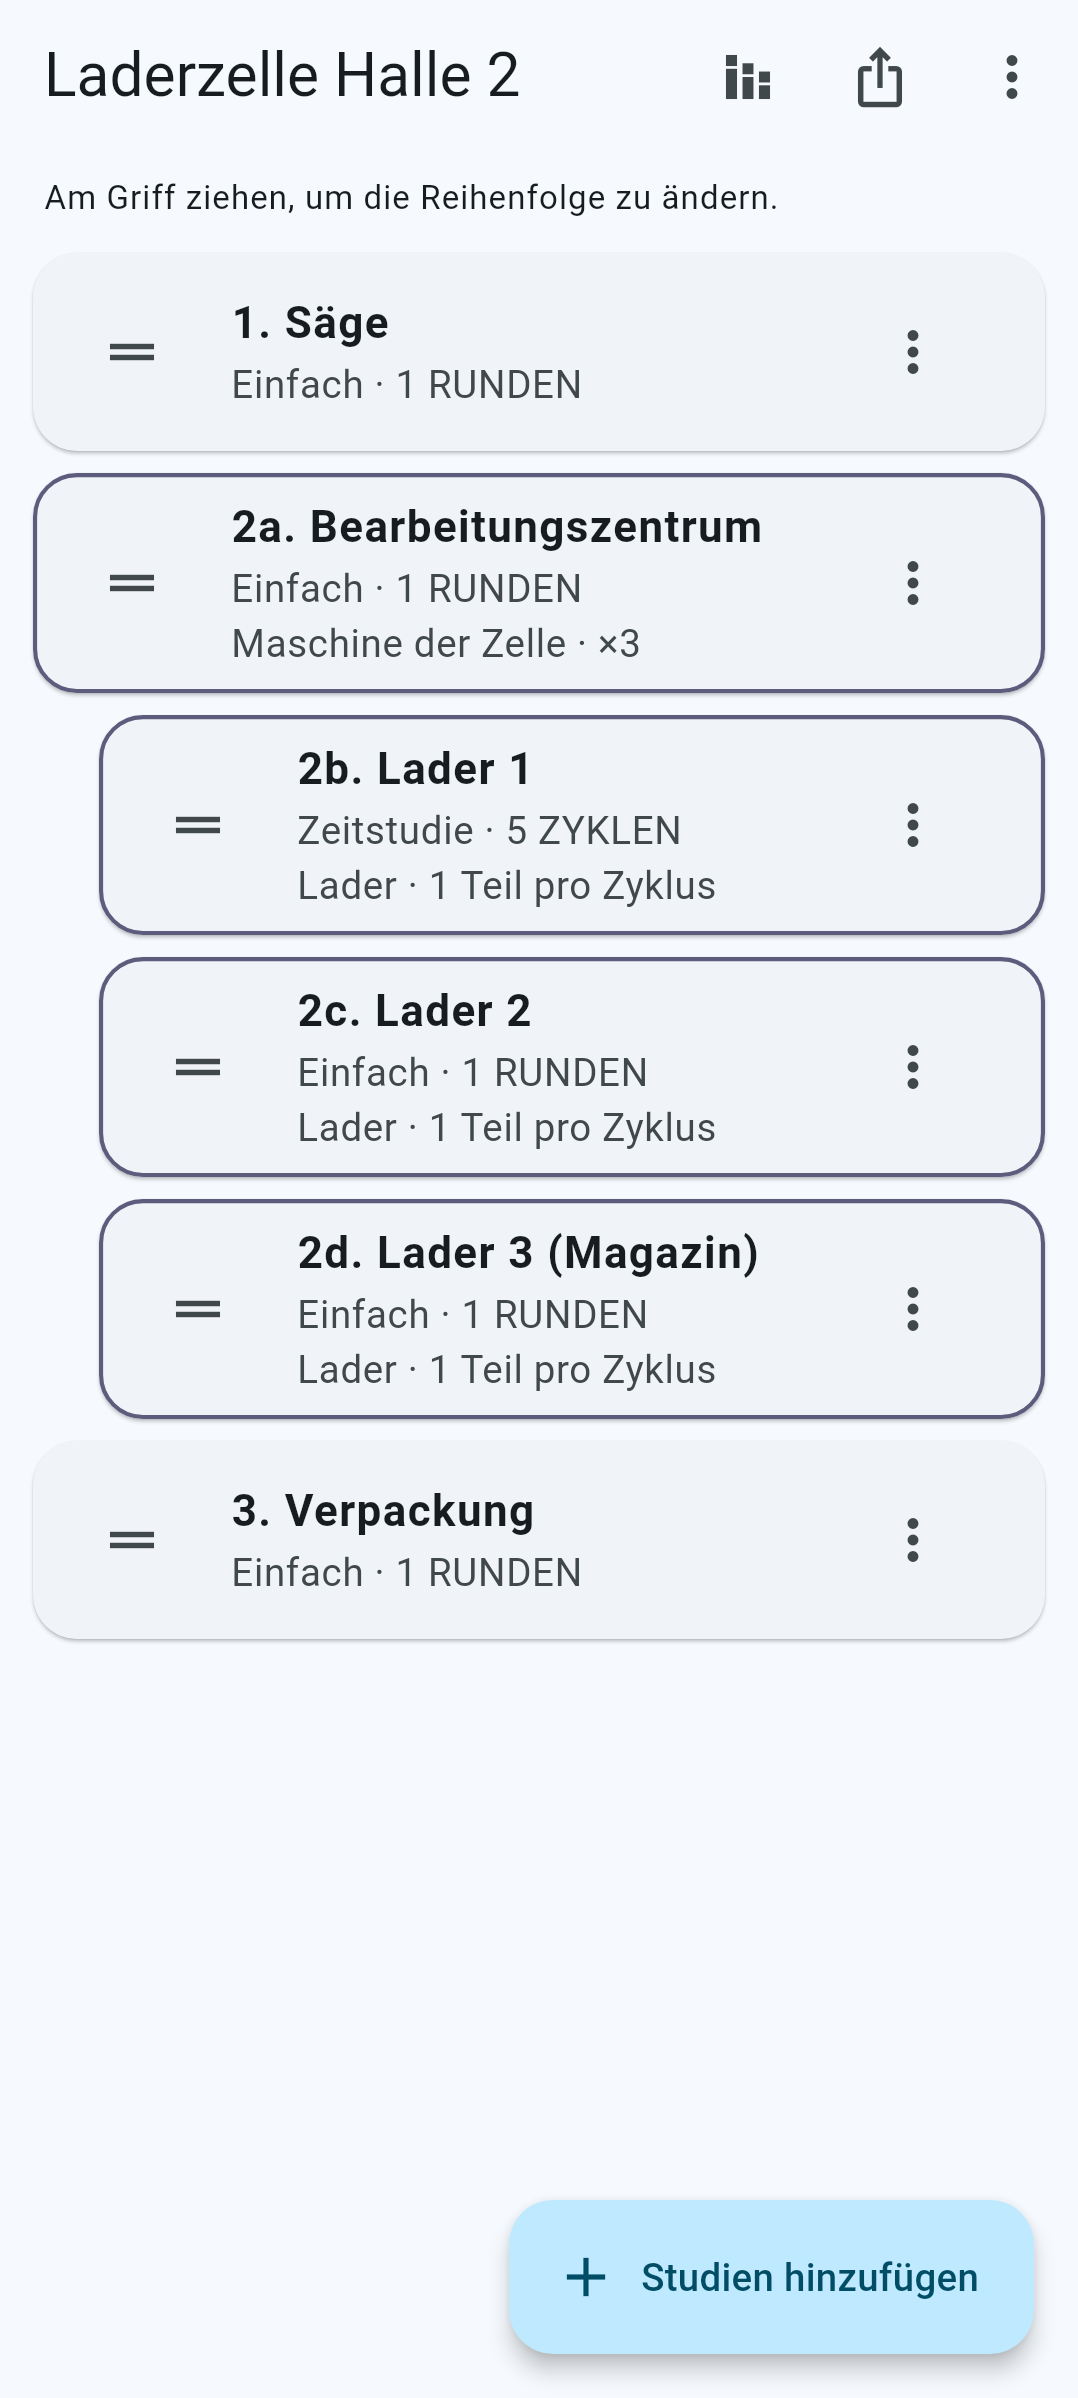 Laderzelle Halle 2
Am Griff ziehen, um die Reihenfolge zu ändern.
1. Säge
Einfach · 1 RUNDEN
2a. Bearbeitungszentrum
Einfach · 1 RUNDEN
Maschine der Zelle · ×3
2b. Lader 1
Zeitstudie · 5 ZYKLEN
Lader · 1 Teil pro Zyklus
2c. Lader 2
Einfach · 1 RUNDEN
Lader · 1 Teil pro Zyklus
2d. Lader 3 (Magazin)
Einfach · 1 RUNDEN
Lader · 1 Teil pro Zyklus
3. Verpackung
Einfach · 1 RUNDEN
Studien hinzufügen